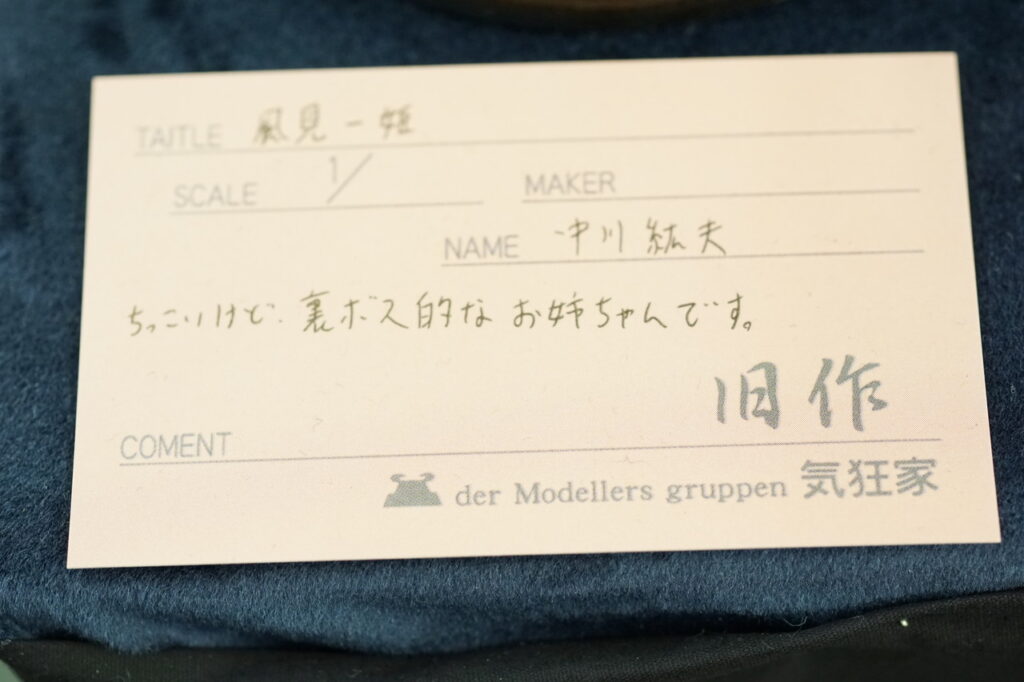 TAITLE 風見一姫
SCALE 1/
MAKER
NAME 中川紘夫
ちっこいけど、裏ボス的なお姉ちゃんです。
旧作
COMENT
der Modellers gruppen 気狂家